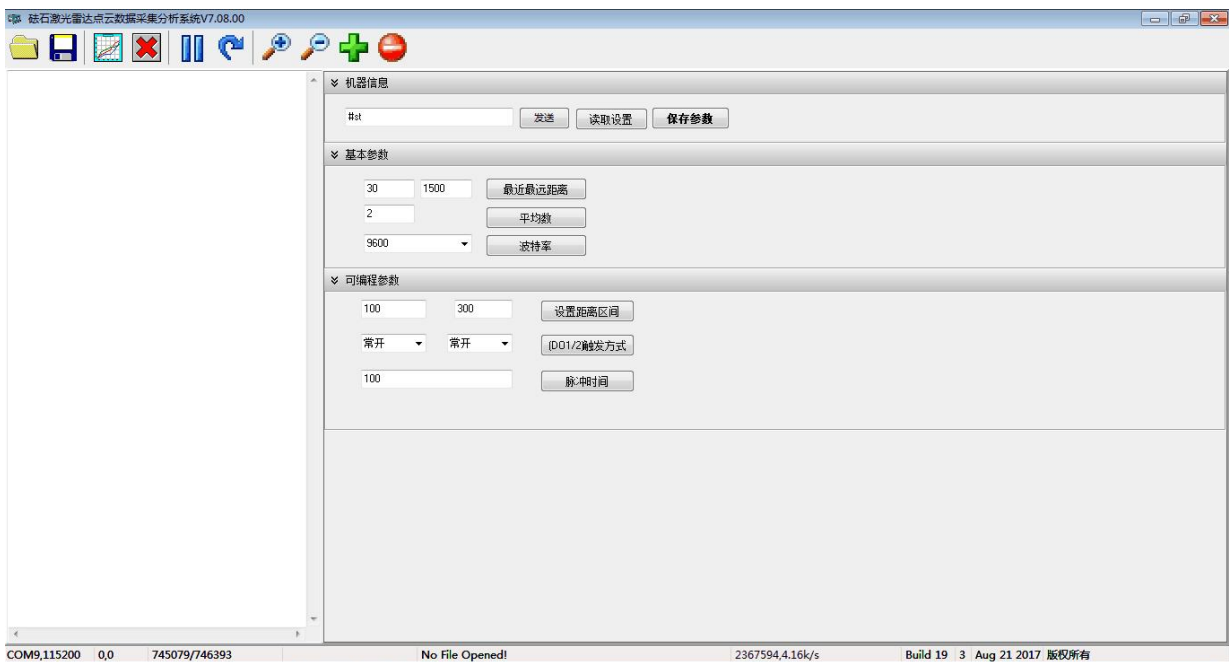 砝石激光雷达点云数据采集分析系统V7.08.00
机器信息
#st 发送 读取设置 保存参数
基本参数
30 1500 最近最远距离
2 平均数
9600 波特率
可编程参数
100 300 设置距离区间
常开 常开 (DO1/2触发方式
100 脉冲时间
COM9,115200 0,0 745079/746393 No File Opened! 2367594,4.16k/s Build 19 3 Aug 21 2017 版权所有